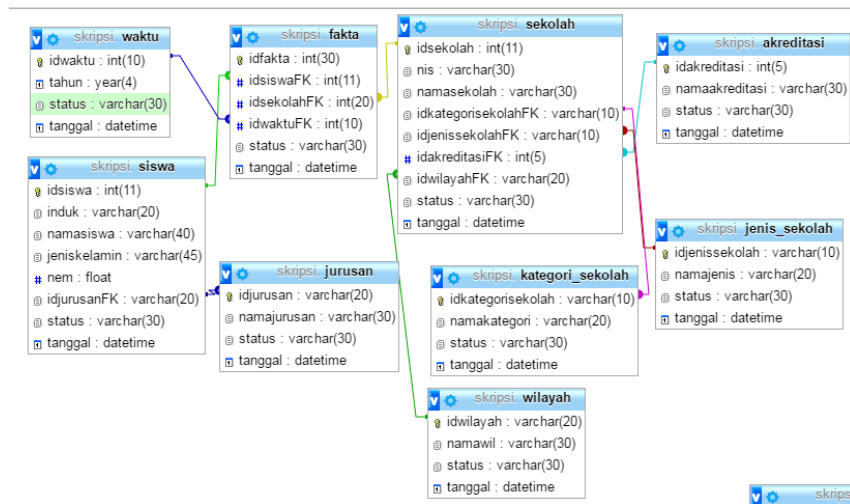 skripsi. waktu
idwaktu : int(10)
tahun : year(4)
status : varchar(30)
tanggal : datetime
skripsi. fakta
idfakta : int(30)
idsiswaFK : int(11)
idsekolahFK : int(20)
idwaktuFK : int(10)
status : varchar(30)
tanggal : datetime
skripsi. sekolah
idsekolah : int(11)
nis : varchar(30)
namasekolah : varchar(30)
idkategorisekolahFK : varchar(10)
idjenissekolahFK : varchar(10)
idakreditasiFK : int(5)
idwilayahFK : varchar(20)
status : varchar(30)
tanggal : datetime
skripsi. akreditasi
idakreditasi : int(5)
namaakreditasi : varchar(30)
status : varchar(30)
tanggal : datetime
skripsi. siswa
idsiswa : int(11)
induk : varchar(20)
namasiswa : varchar(40)
jeniskelamin : varchar(45)
nem : float
idjurusanFK : varchar(20)
status : varchar(30)
tanggal : datetime
skripsi. jurusan
idjurusan : varchar(20)
namajurusan : varchar(30)
status : varchar(30)
tanggal : datetime
skripsi. kategori_sekolah
idkategorisekolah : varchar(10)
namakategori : varchar(20)
status : varchar(30)
tanggal : datetime
skripsi. jenis_sekolah
idjenissekolah : varchar(10)
namajenis : varchar(20)
status : varchar(30)
tanggal : datetime
skripsi. wilayah
idwilayah : varchar(20)
namawil : varchar(30)
status : varchar(30)
tanggal : datetime